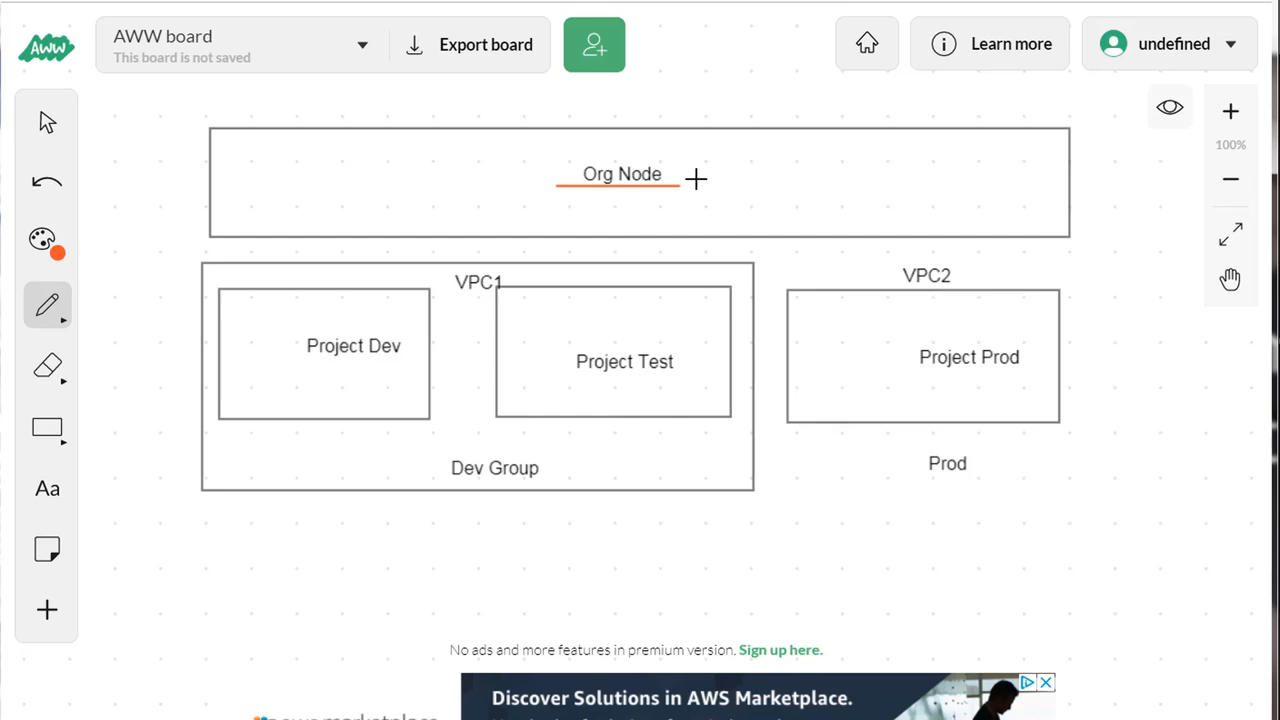 AWW
AWW board
This board is not saved
Export board
Learn more
undefined
100%
Org Node
VPC1
VPC2
Project Dev
Project Test
Project Prod
Dev Group
Prod
Aa
No ads and more features in premium version. Sign up here.
Discover Solutions in AWS Marketplace.